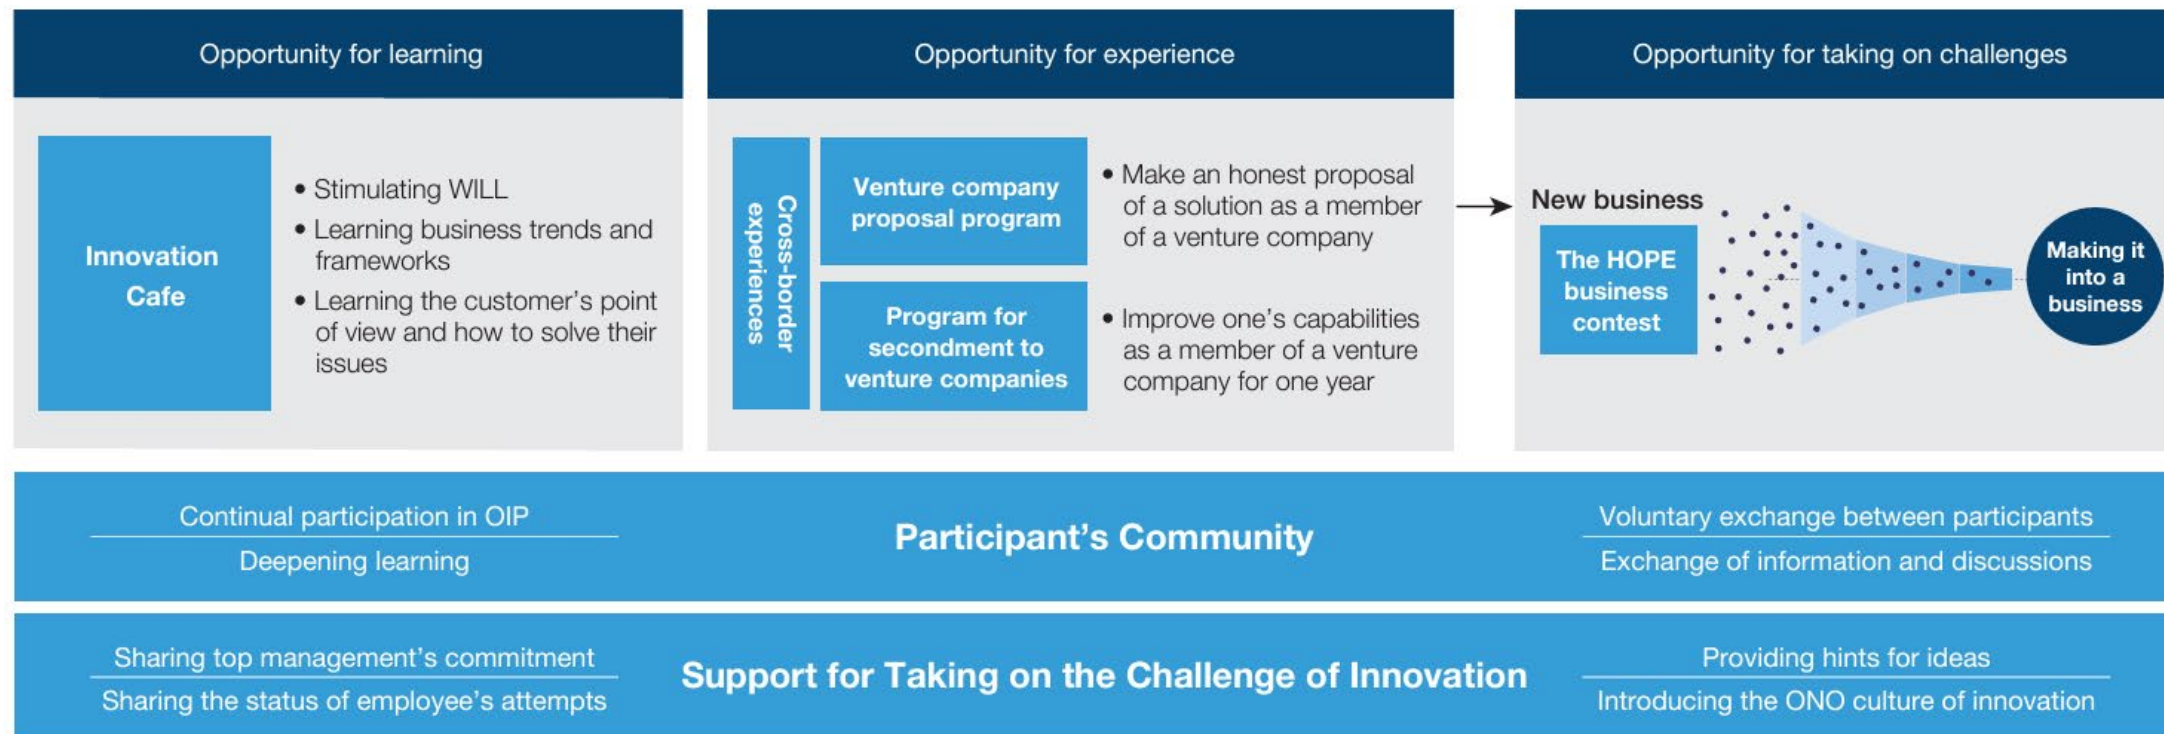 Opportunity for learning
Innovation
Cafe
• Stimulating WILL
• Learning business trends and
frameworks
• Learning the customer's point
of view and how to solve their
issues
Opportunity for experience
Cross-border
experiences
Venture company
proposal program
• Make an honest proposal
of a solution as a member
of a venture company
Program for
secondment to
venture companies
• Improve one's capabilities
as a member of a venture
company for one year
Opportunity for taking on challenges
New business
The HOPE
business
contest
Making it
into a
business
Continual participation in OIP
Deepening learning
Participant's Community
Voluntary exchange between participants
Exchange of information and discussions
Sharing top management's commitment
Sharing the status of employee's attempts
Support for Taking on the Challenge of Innovation
Providing hints for ideas
Introducing the ONO culture of innovation